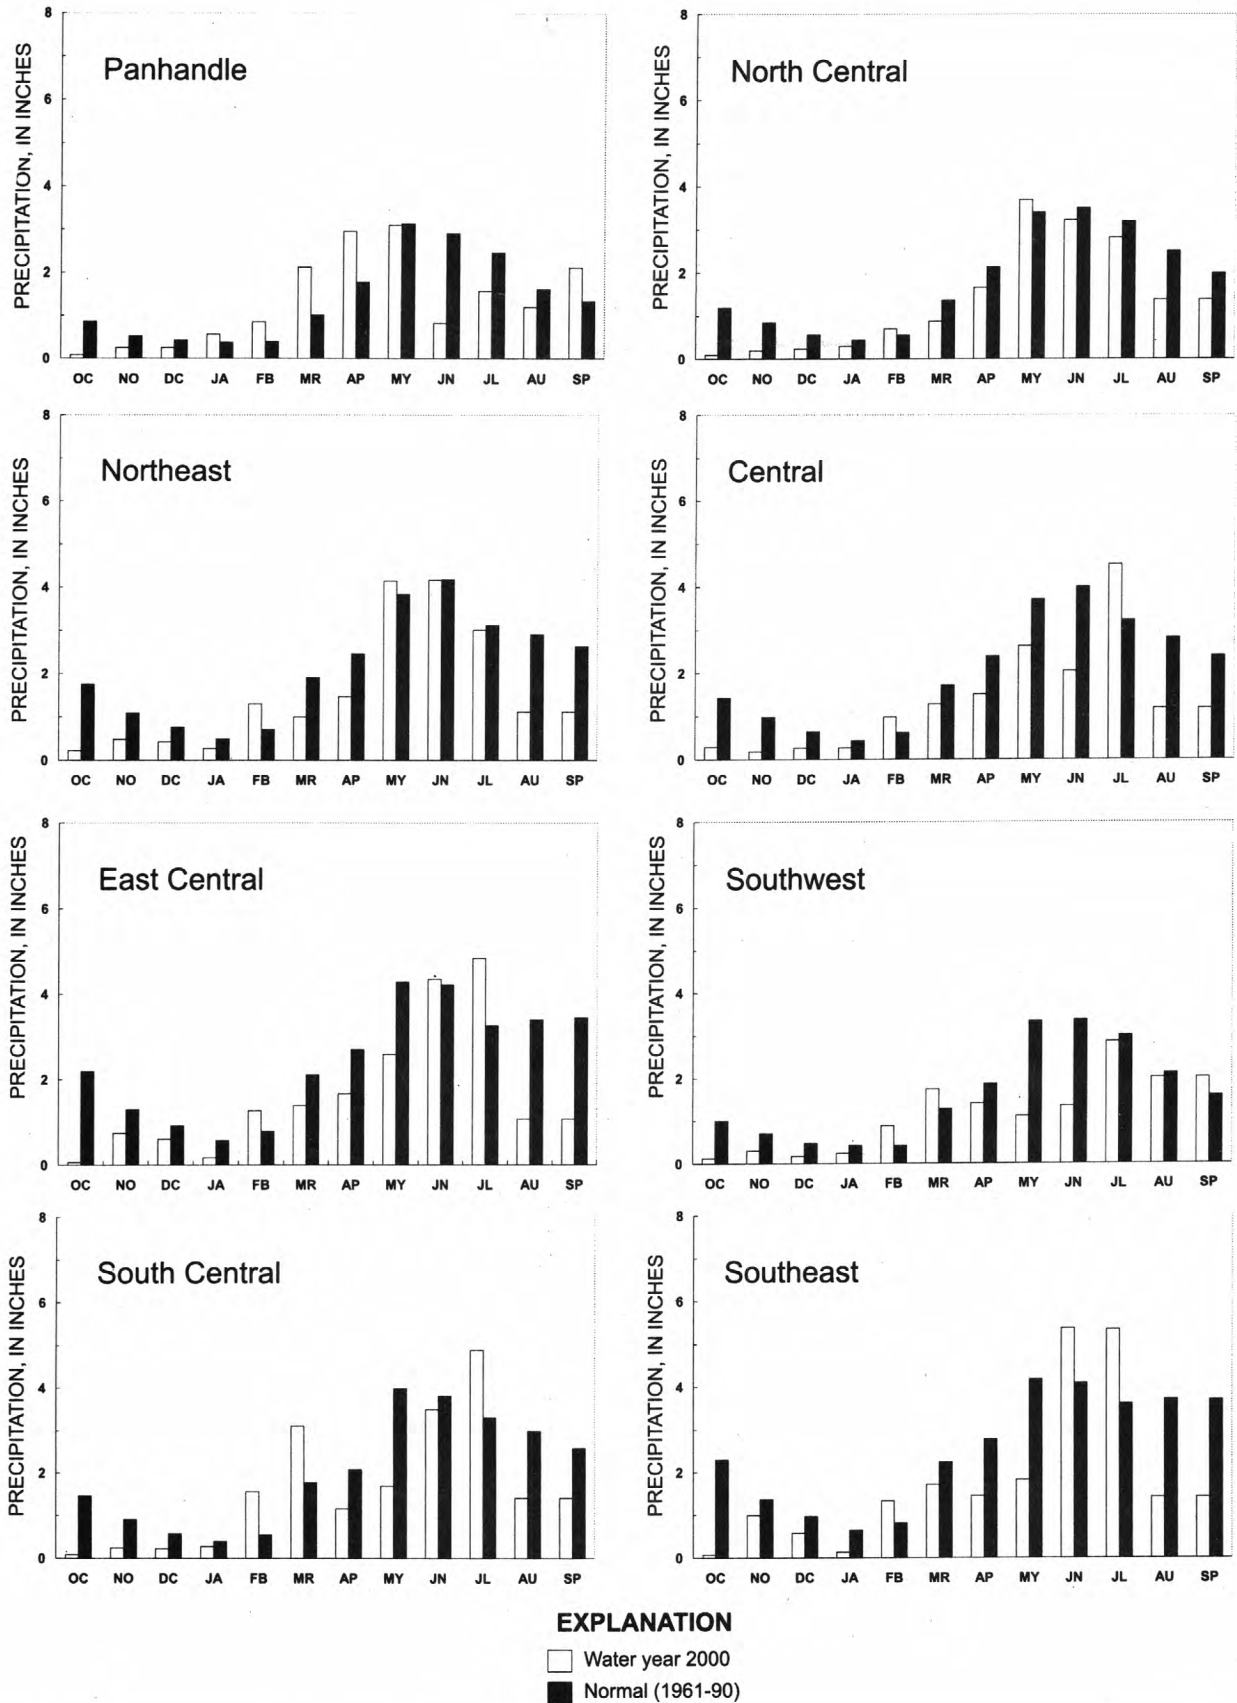 PRECIPITATION, IN INCHES
8
6
4
2
0
Panhandle
OC NO DC JA FB MR AP MY JN JL AU SP
PRECIPITATION, IN INCHES
8
6
4
2
0
North Central
OC NO DC JA FB MR AP MY JN JL AU SP
PRECIPITATION, IN INCHES
8
6
4
2
0
Northeast
OC NO DC JA FB MR AP MY JN JL AU SP
PRECIPITATION, IN INCHES
8
6
4
2
0
Central
OC NO DC JA FB MR AP MY JN JL AU SP
PRECIPITATION, IN INCHES
8
6
4
2
0
East Central
OC NO DC JA FB MR AP MY JN JL AU SP
PRECIPITATION, IN INCHES
8
6
4
2
0
Southwest
OC NO DC JA FB MR AP MY JN JL AU SP
PRECIPITATION, IN INCHES
8
6
4
2
0
South Central
OC NO DC JA FB MR AP MY JN JL AU SP
PRECIPITATION, IN INCHES
8
6
4
2
0
Southeast
OC NO DC JA FB MR AP MY JN JL AU SP
EXPLANATION
Water year 2000
Normal (1961-90)